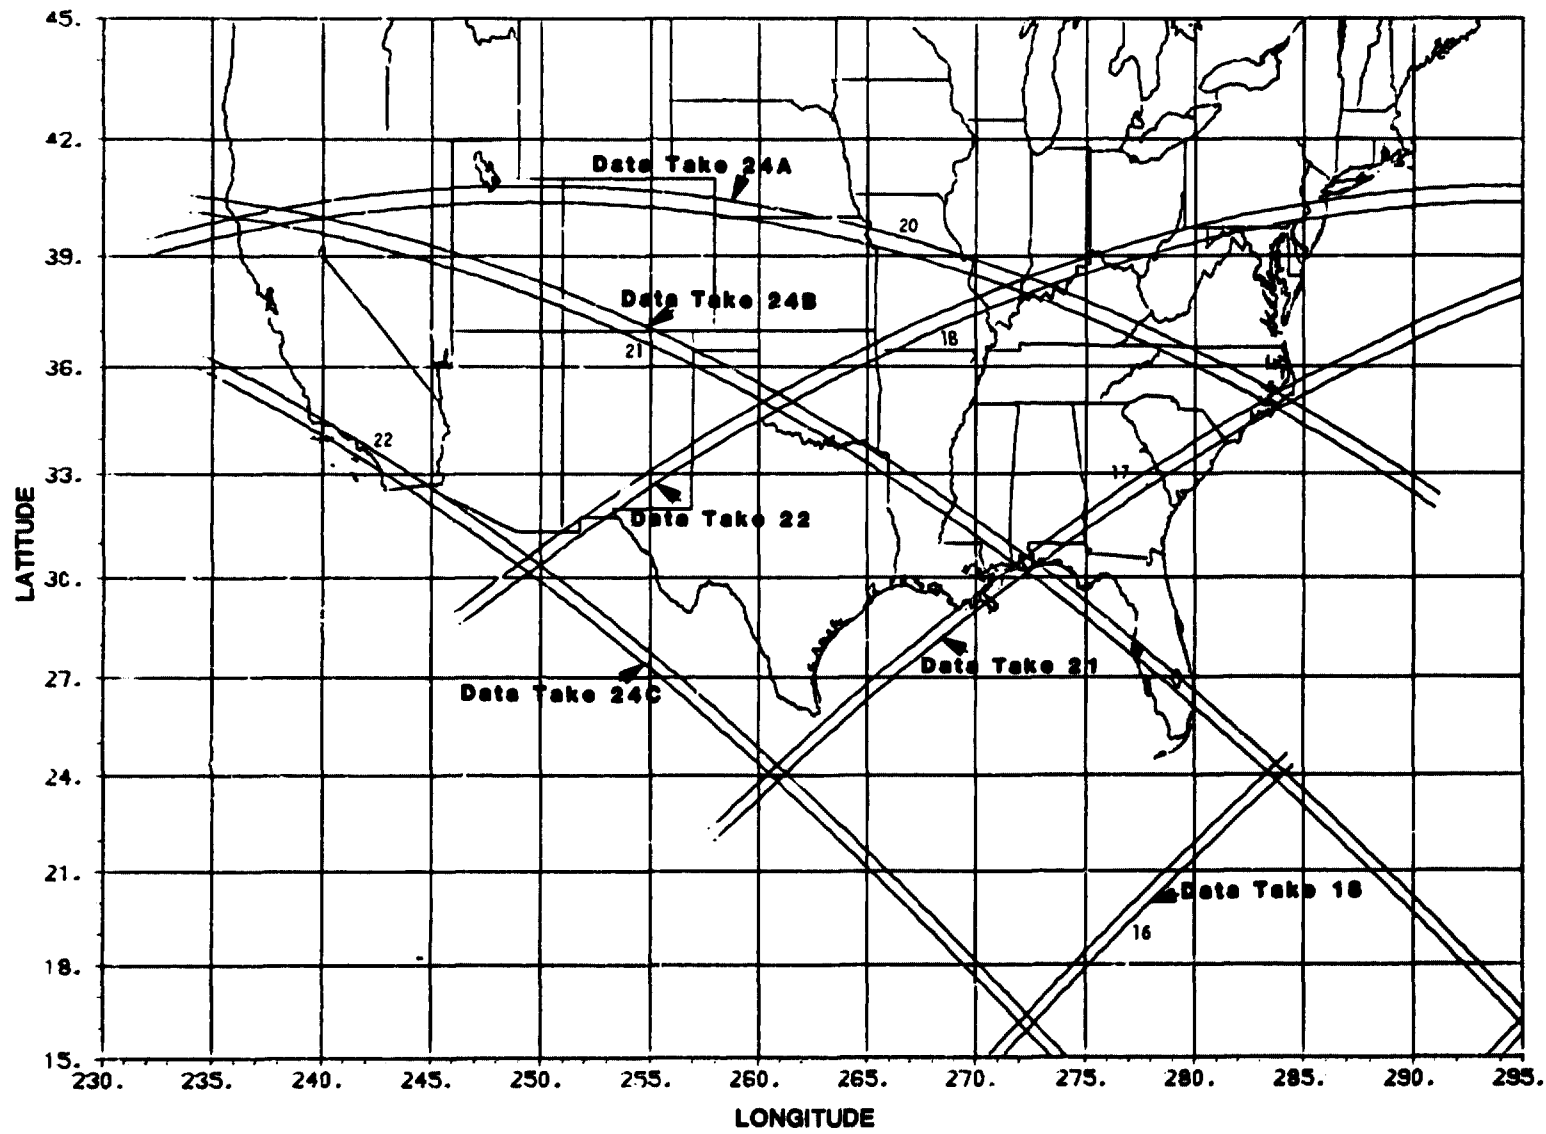 45.
42.
Data Take 24A
20
39.
Data Take 24B
18
21
36.
22
33.
17
Data Take 22
LATITUDE
30.
Data Take 21
27.
Data Take 24C
24.
21.
Data Take 18
16
18.
15.
230. 235. 240. 245. 250. 255. 260. 265. 270. 275. 280. 285. 290. 295.
LONGITUDE